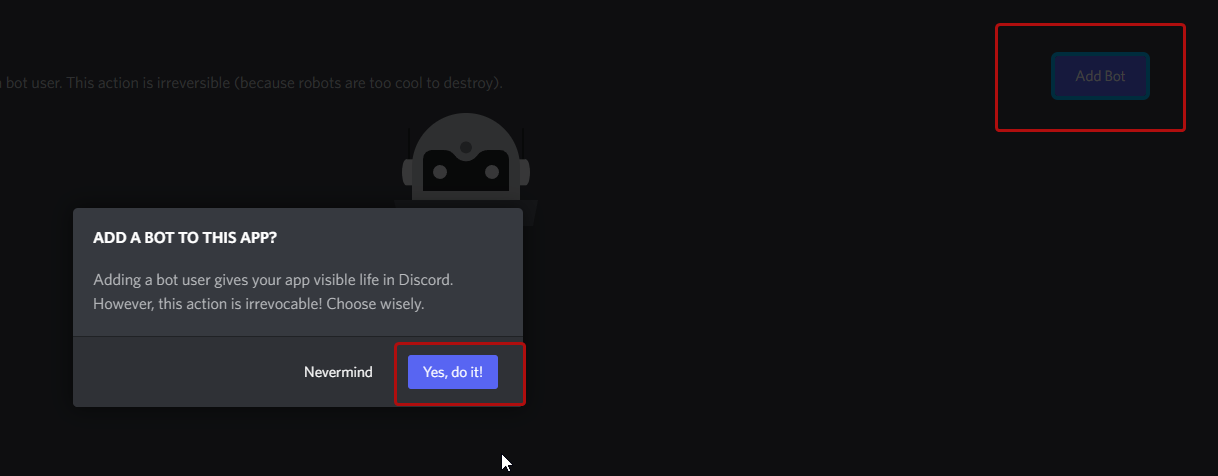 bot user. This action is irreversible (because robots are too cool to destroy).
Add Bot
ADD A BOT TO THIS APP?
Adding a bot user gives your app visible life in Discord.
However, this action is irrevocable! Choose wisely.
Nevermind
Yes, do it!